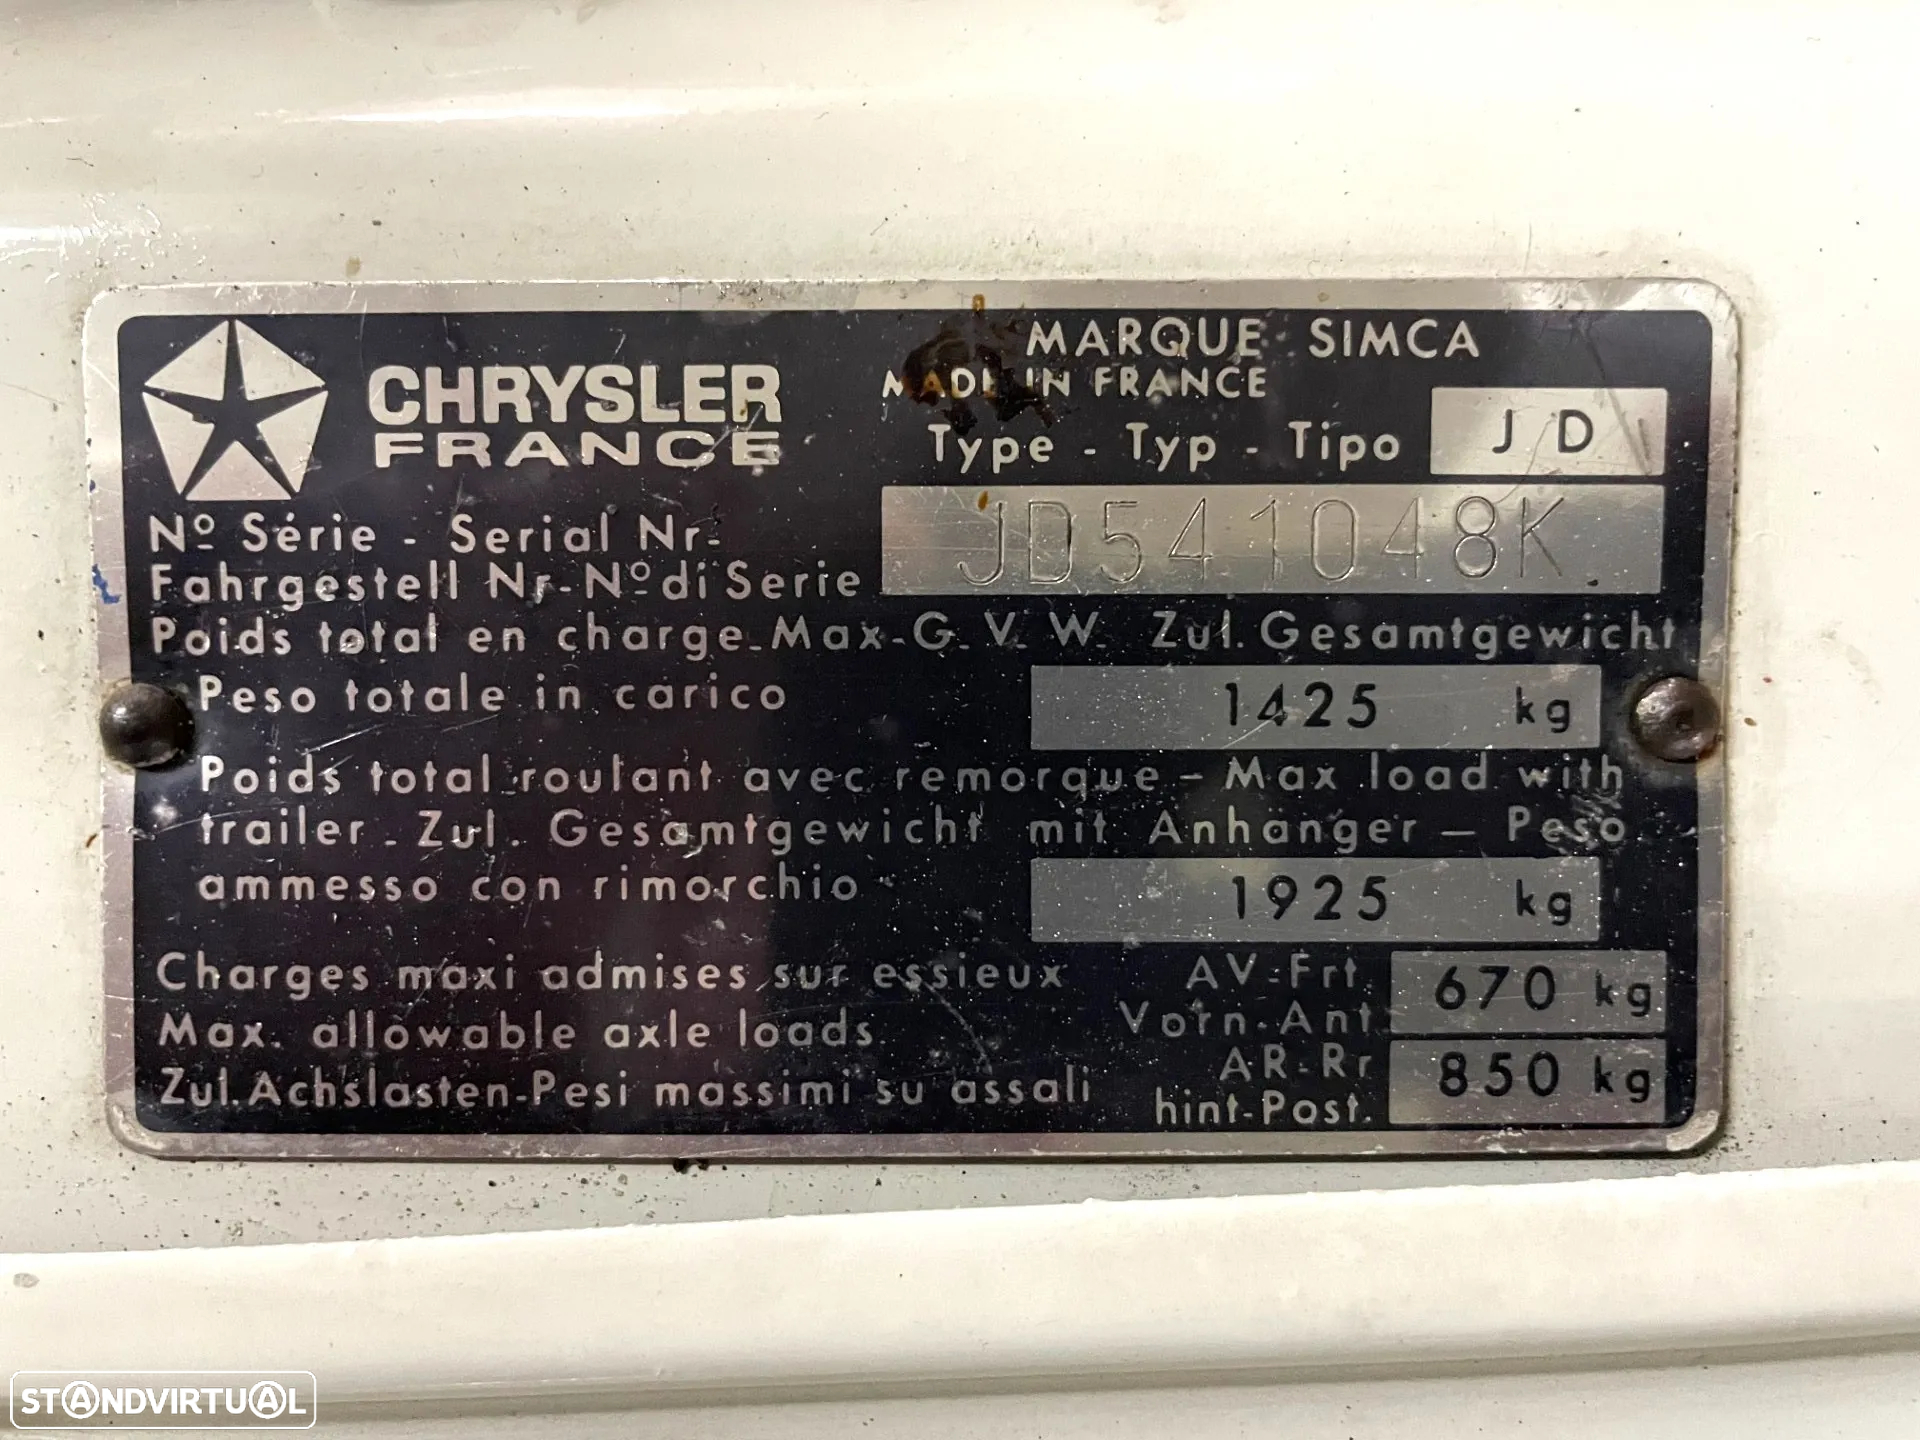 MARQUE SIMCA
CHRYSLER
FRANCE
MADE IN FRANCE
Type - Typ - Tipo J D
Nº Série - Serial Nr-
Fahrgestell Nr-Nº di Serie JD541048K
Poids total en charge-Max-G.V.W. Zul. Gesamtgewicht
Peso totale in carico 1425 kg
Poids total roulant avec remorque - Max load with
trailer - Zul. Gesamtgewicht mit Anhänger - Peso
ammesso con rimorchio 1925 kg
Charges maxi admises sur essieux AV-Frt. 670 kg
Max. allowable axle loads. Vorn-Ant
Zul.Achslasten-Pesi massimi su assali AR-Rr 850 kg
hint-Post.
STANDVIRTUAL